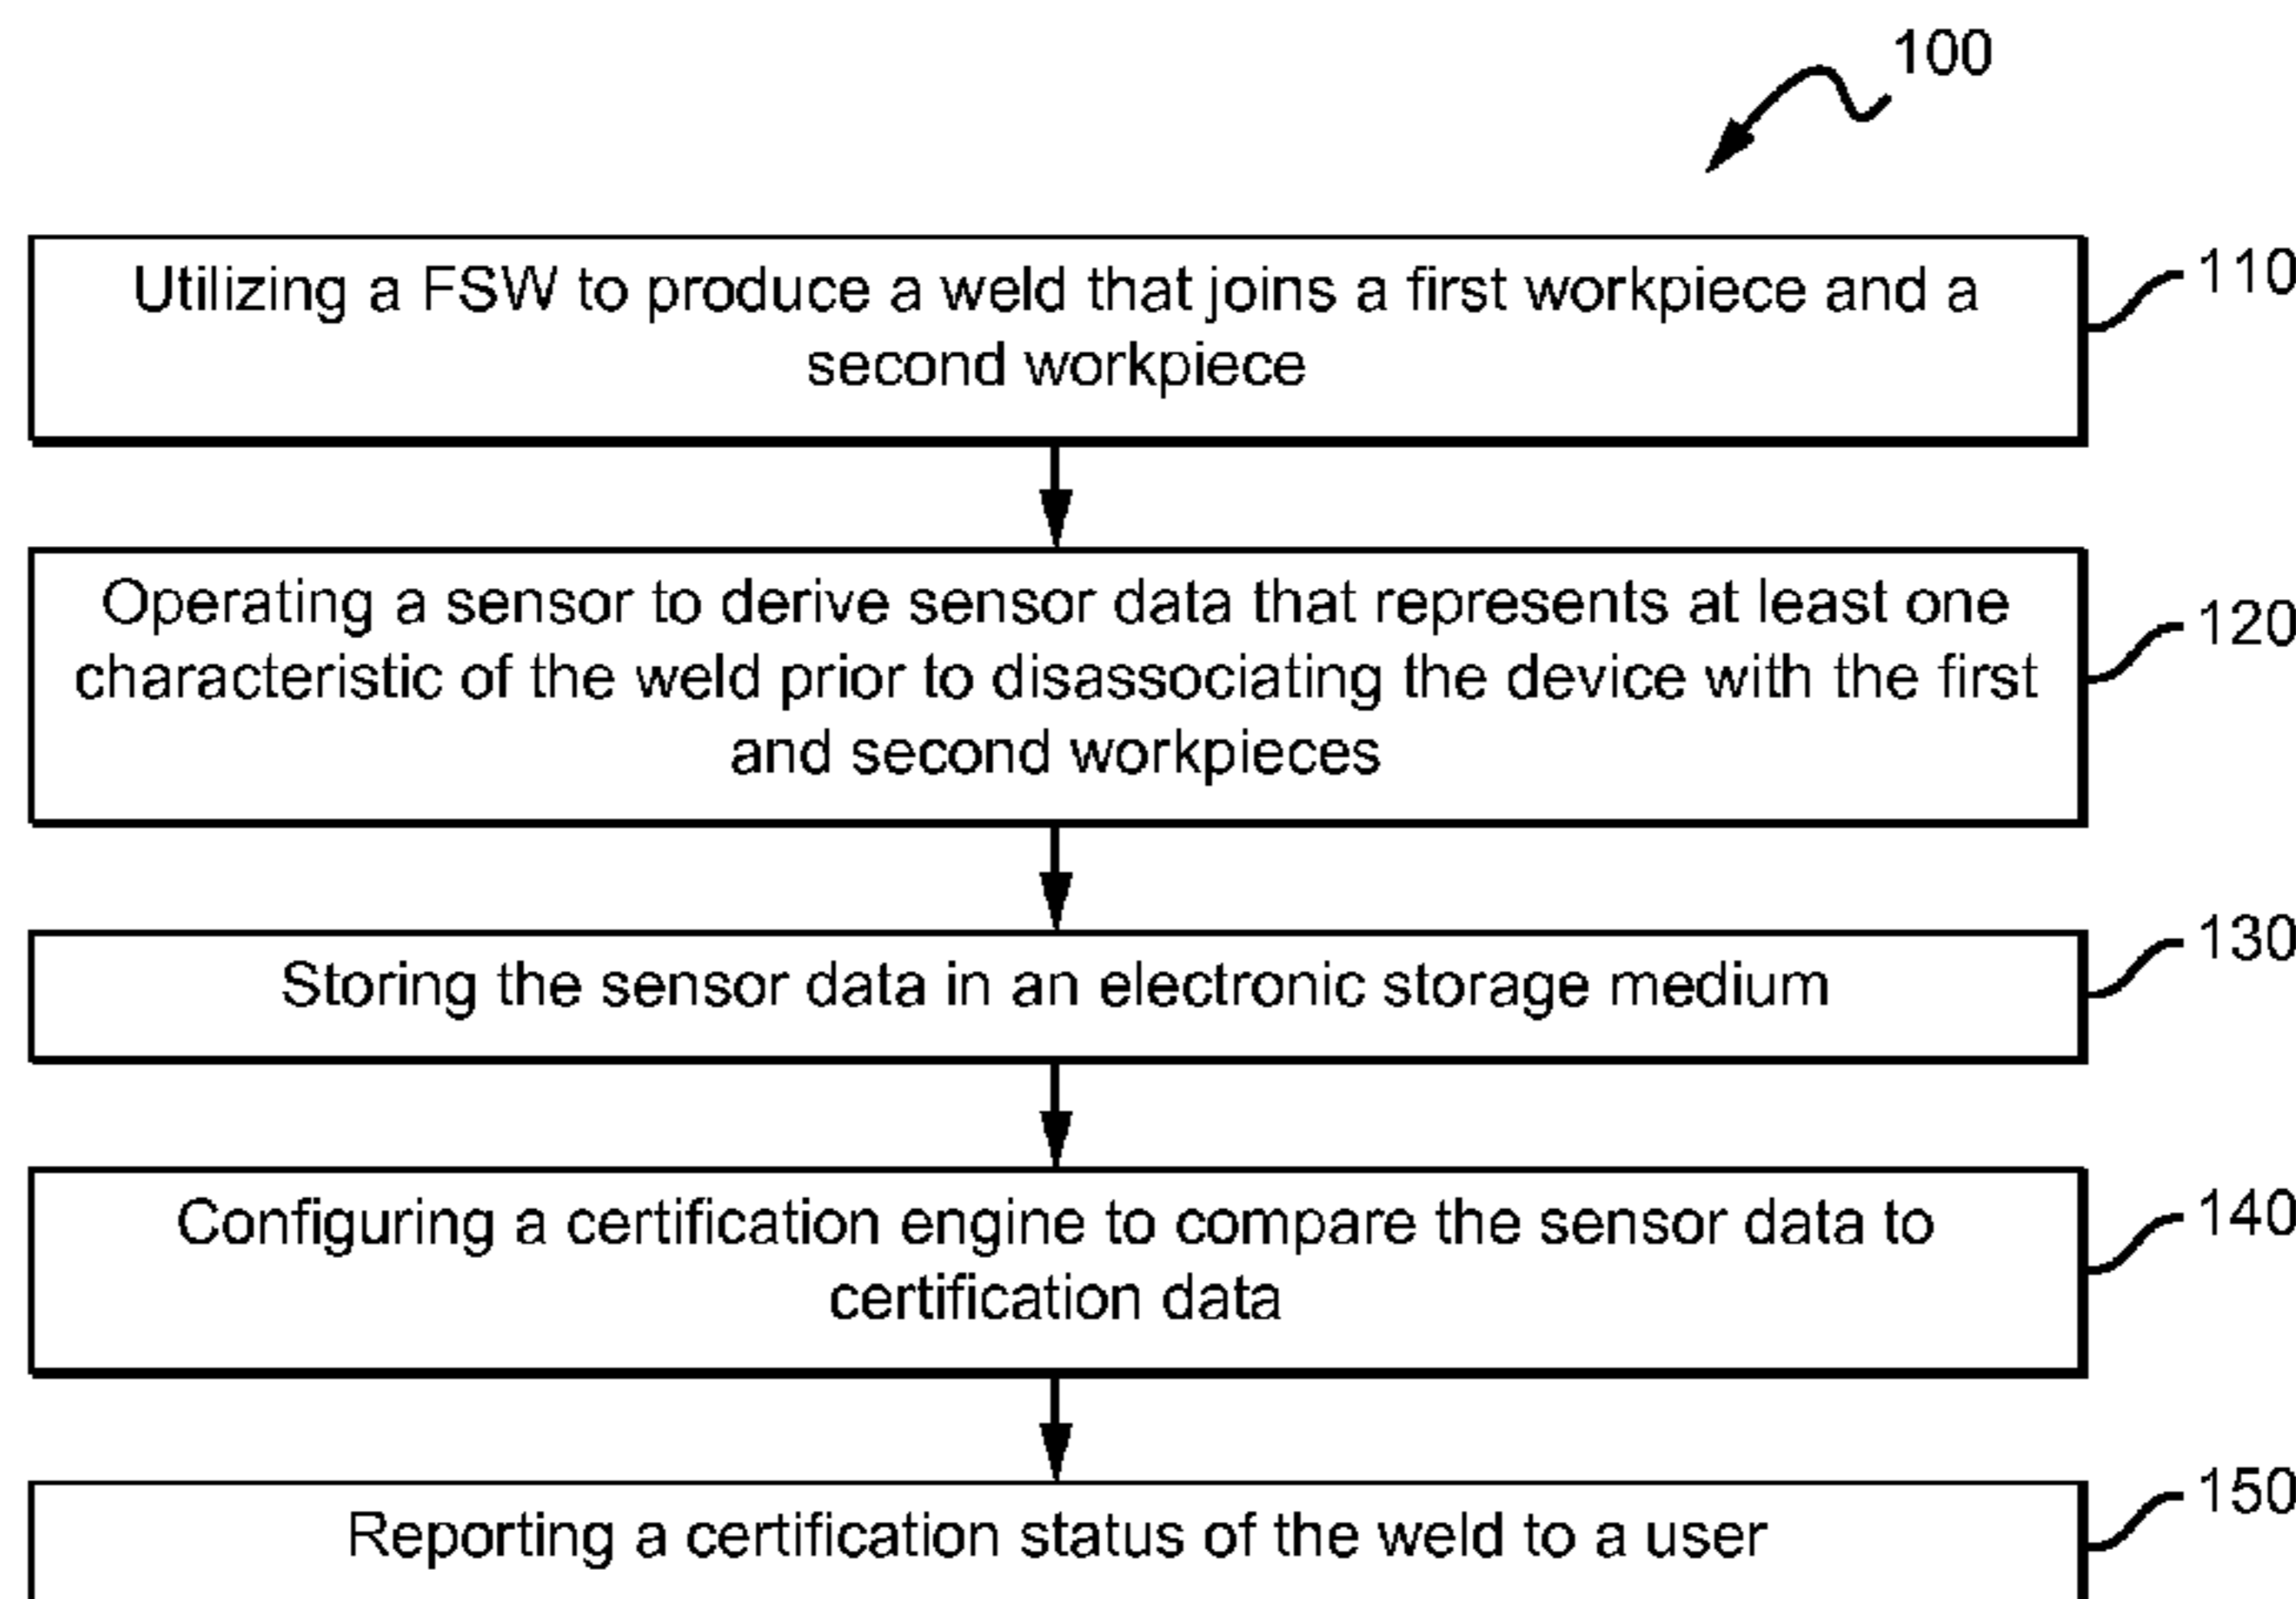 100
Utilizing a FSW to produce a weld that joins a first workpiece and a
second workpiece
110
Operating a sensor to derive sensor data that represents at least one
characteristic of the weld prior to disassociating the device with the first
and second workpieces
120
Storing the sensor data in an electronic storage medium
130
Configuring a certification engine to compare the sensor data to
certification data
140
Reporting a certification status of the weld to a user
150